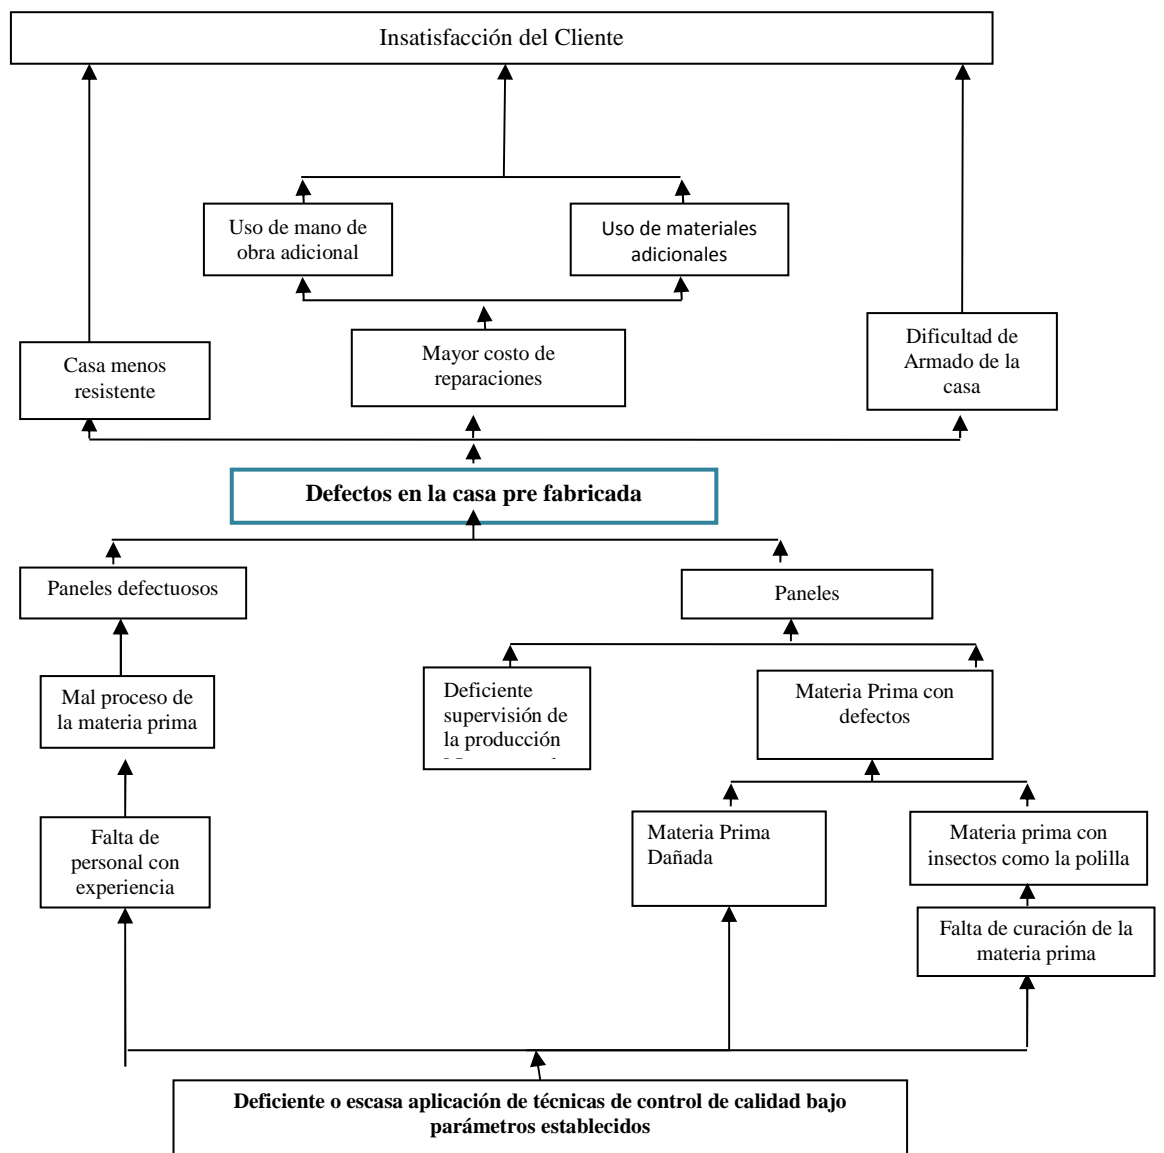 Insatisfacción del Cliente
Uso de mano de
obra adicional
Uso de materiales
adicionales
Casa menos
resistente
Mayor costo de
reparaciones
Dificultad de
Armado de la
casa
Defectos en la casa pre fabricada
Paneles defectuosos
Paneles
Mal proceso de
la materia prima
Deficiente
supervisión de
la producción
Materia Prima con
defectos
Falta de
personal con
experiencia
Materia Prima
Dañada
Materia prima con
insectos como la polilla
Falta de curación de la
materia prima
Deficiente o escasa aplicación de técnicas de control de calidad bajo
parámetros establecidos